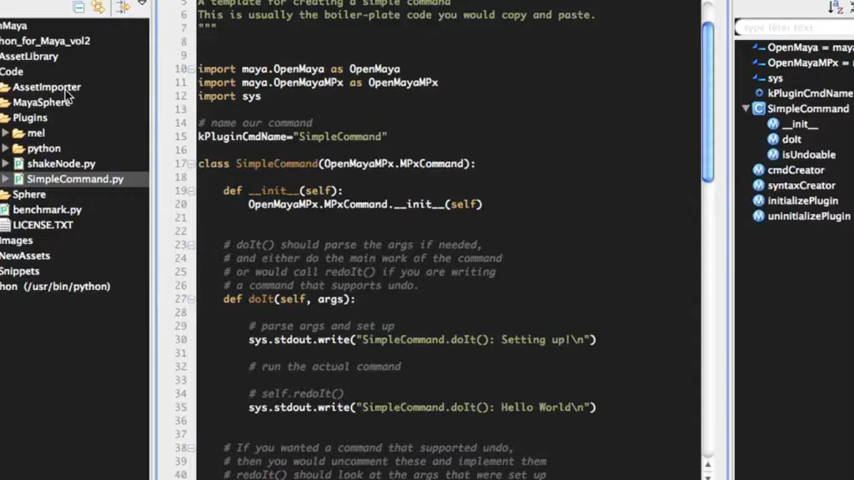 nMaya
hon_for_Maya_vol2
AssetLibrary
Code
AssetImporter
MayaSphere
Plugins
mel
python
shakeNode.py
SimpleCommand.py
Sphere
benchmark.py
LICENSE.TXT
Images
NewAssets
Snippets
hon (/usr/bin/python)
5 A template for creating a simple command
6 This is usually the boiler-plate code you would copy and paste.
7 """
8
9
10 import maya.OpenMaya as OpenMaya
11 import maya.OpenMayaMPx as OpenMayaMPx
12 import sys
13
14 # name our command
15 kPluginCmdName="SimpleCommand"
16
17 class SimpleCommand(OpenMayaMPx.MPxCommand):
18
19 def __init__(self):
20 OpenMayaMPx.MPxCommand.__init__(self)
21
22
23 # doIt() should parse the args if needed,
24 # and either do the main work of the command
25 # or would call redoIt() if you are writing
26 # a command that supports undo.
27 def doIt(self, args):
28
29 # parse args and set up
30 sys.stdout.write("SimpleCommand.doIt(): Setting up!\n")
31
32 # run the actual command
33
34 # self.redoIt()
35 sys.stdout.write("SimpleCommand.doIt(): Hello World\n")
36
37
38 # If you wanted a command that supported undo,
39 # then you would uncomment these and implement them
40 # redoIt() should look at the args that were set up
type filter text
OpenMaya = maya
OpenMayaMPx = m
sys
kPluginCmdName
SimpleCommand
__init__
doIt
isUndoable
cmdCreator
syntaxCreator
initializePlugin
uninitializePlugin